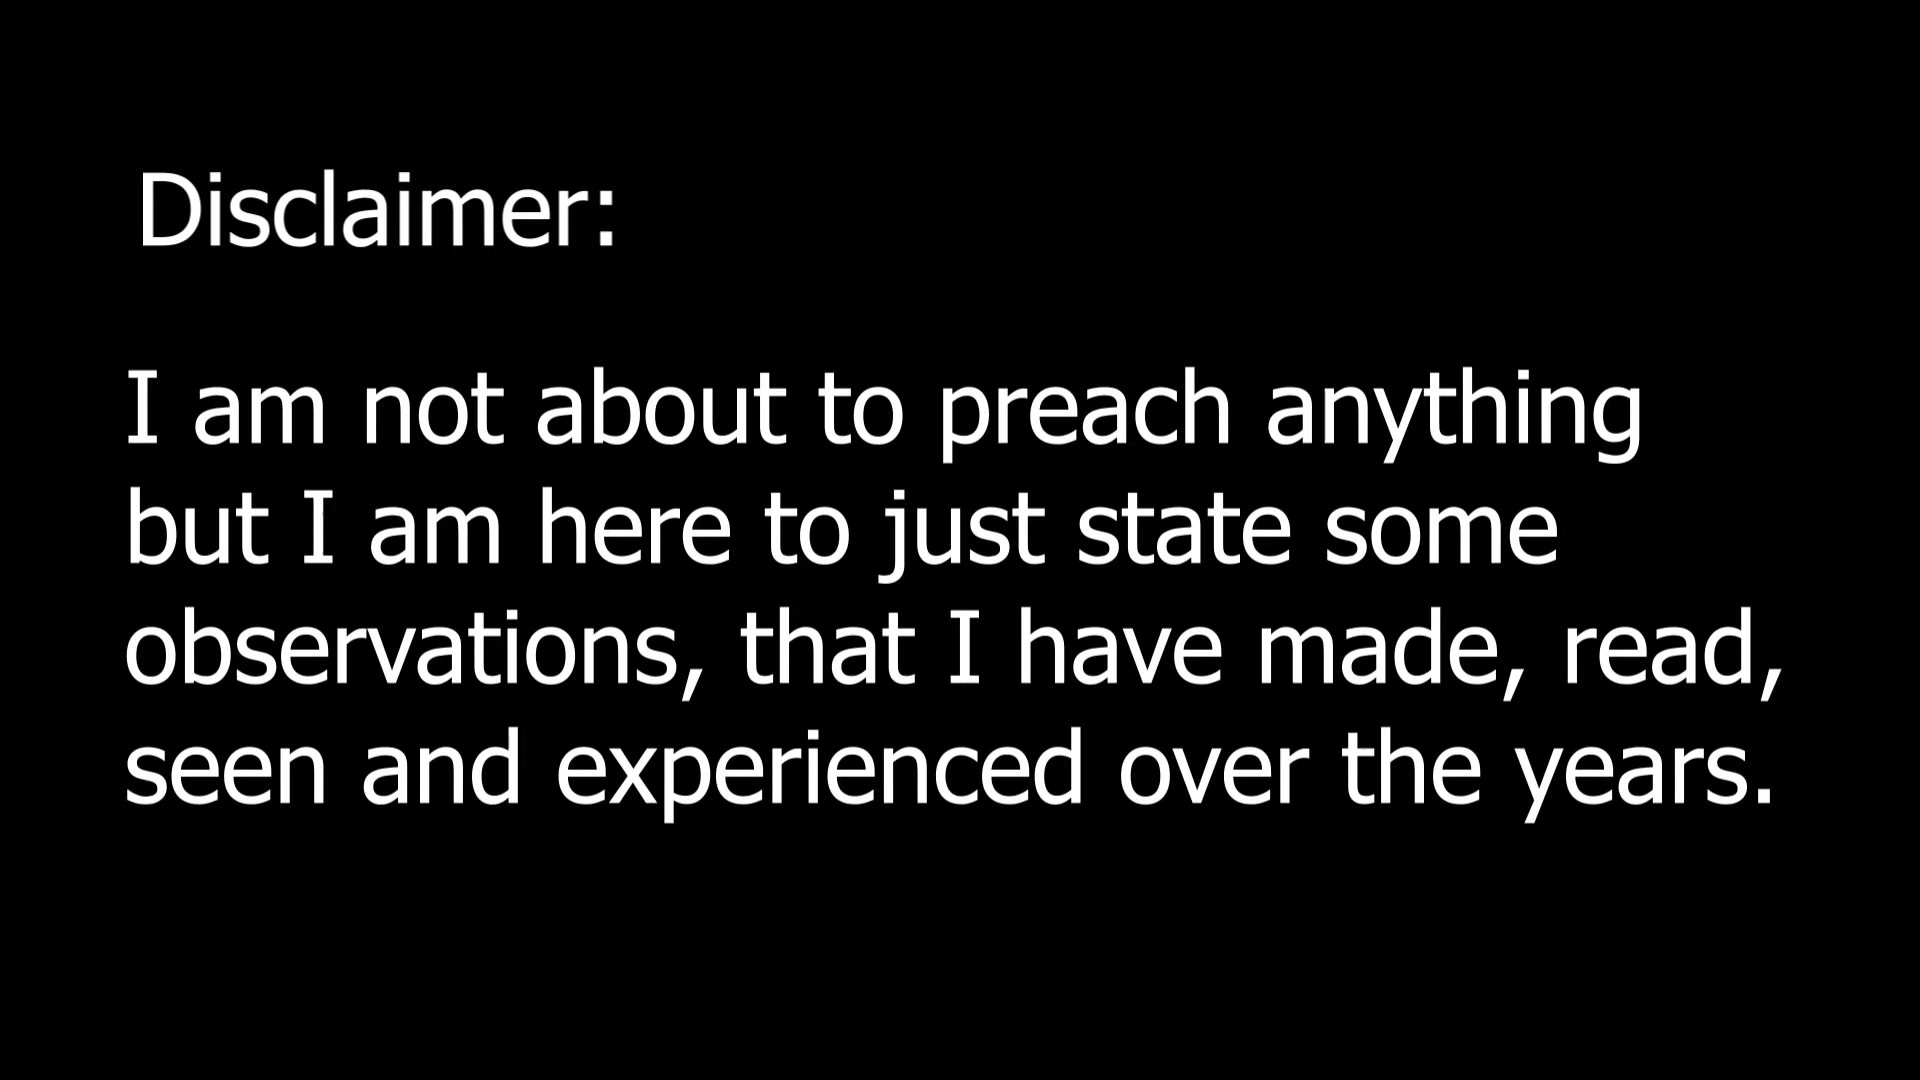 Disclaimer:
I am not about to preach anything
but I am here to just state some
observations, that I have made, read,
seen and experienced over the years.